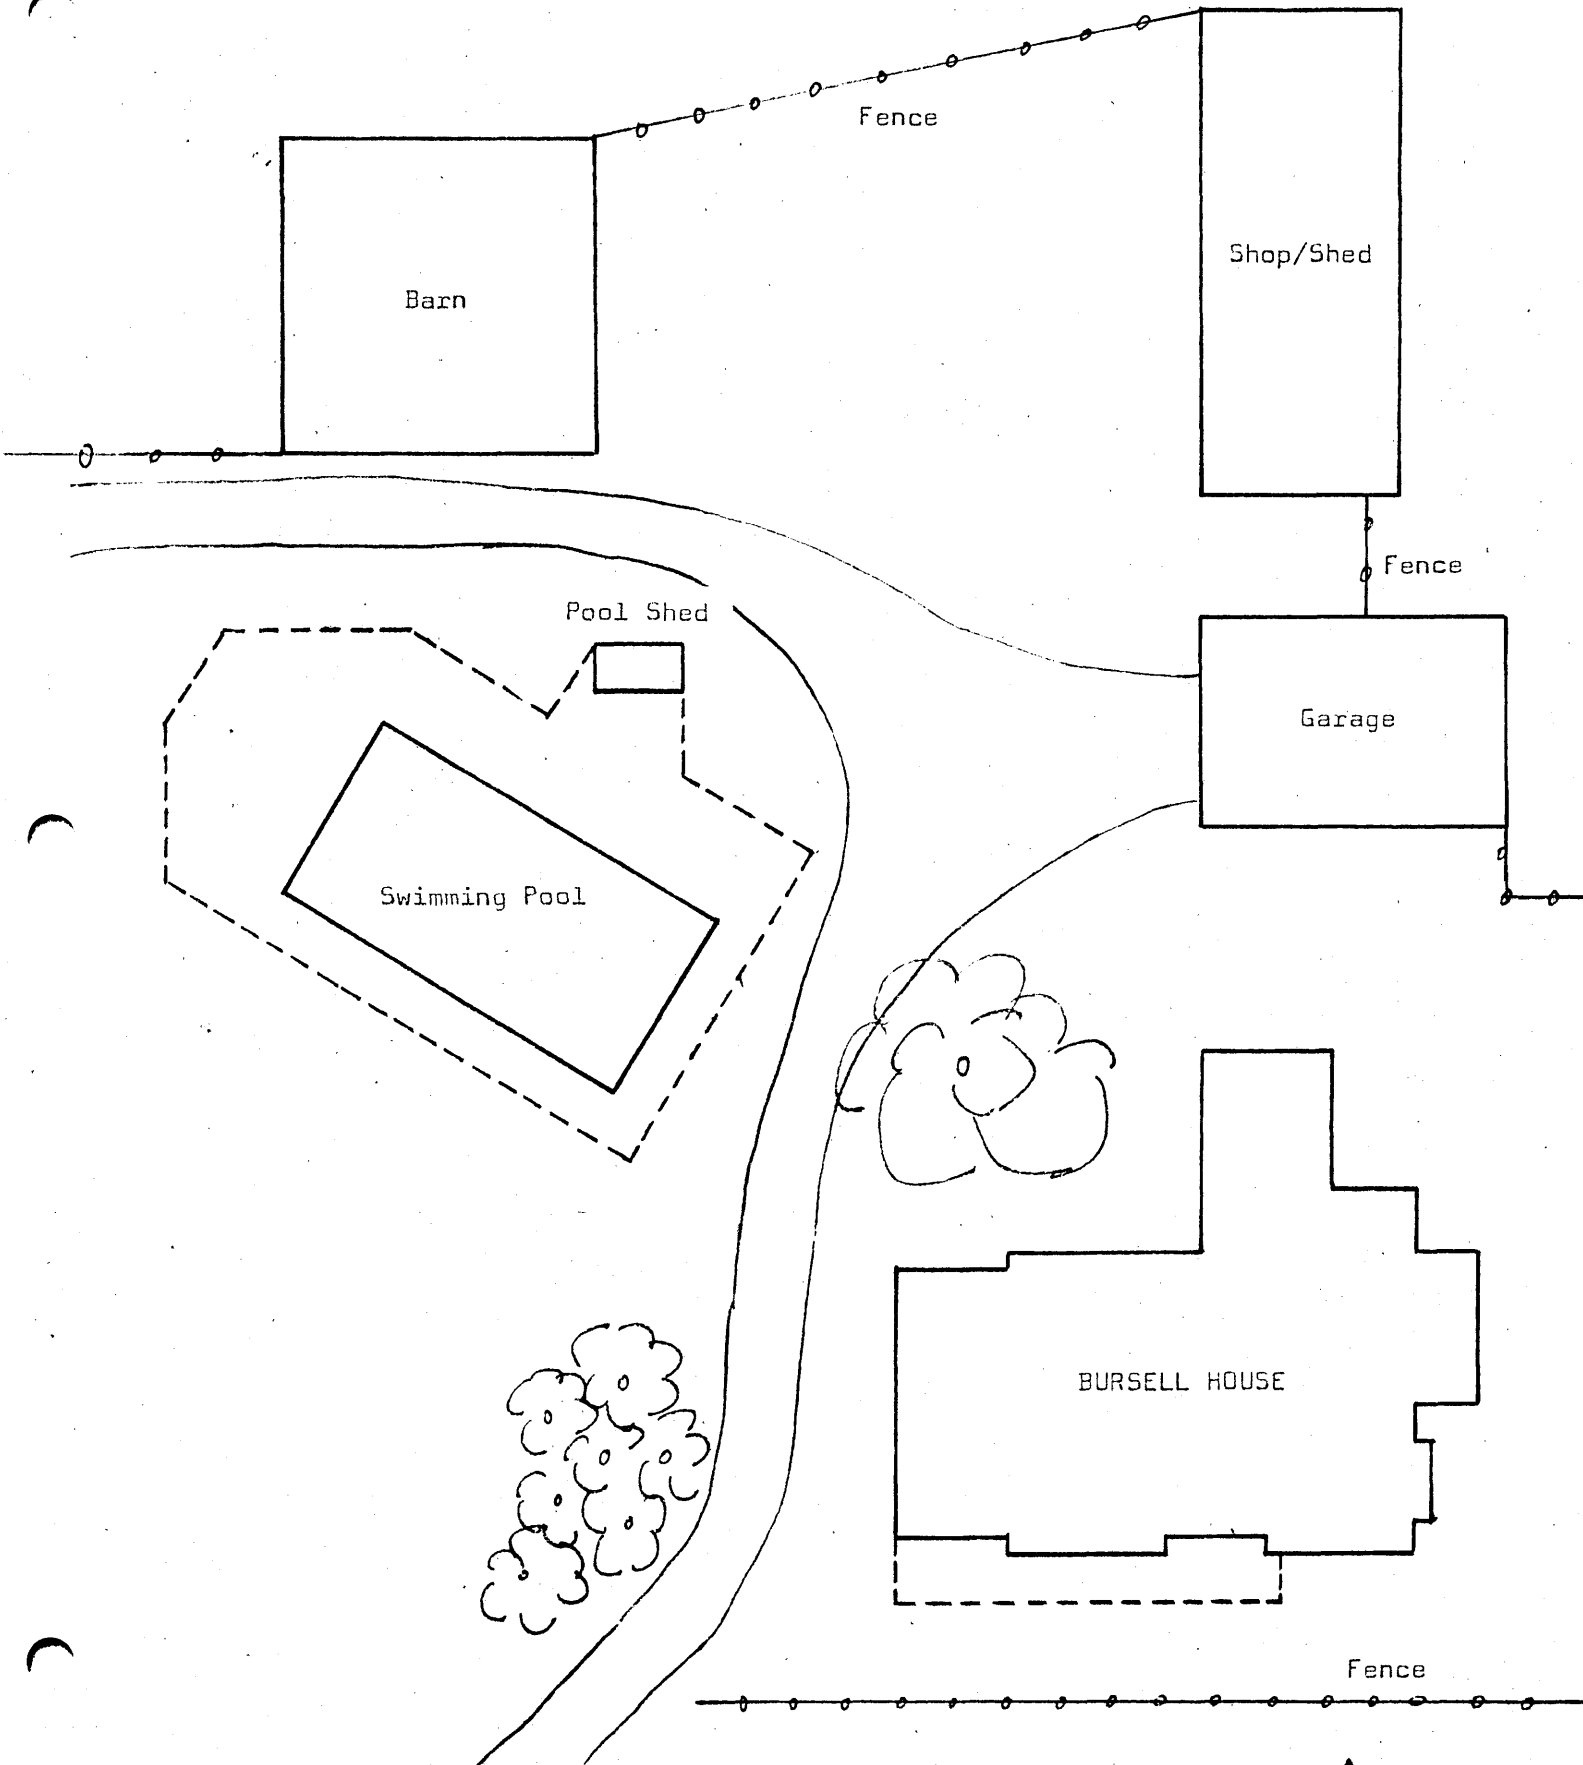 Fence
Shop/Shed
Barn
Fence
Pool Shed
Garage
Swimming Pool
BURSELL HOUSE
Fence